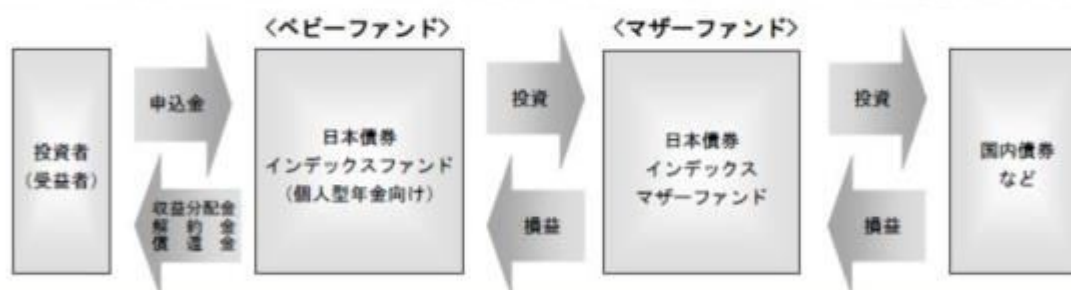 〈ベビーファンド〉
〈マザーファンド〉
投資者
(受益者)
申込金
収益分配金
解約金
償還金
日本債券
インデックスファンド
(個人型年金向け)
投資
損益
日本債券
インデックス
マザーファンド
投資
損益
国内債券
など